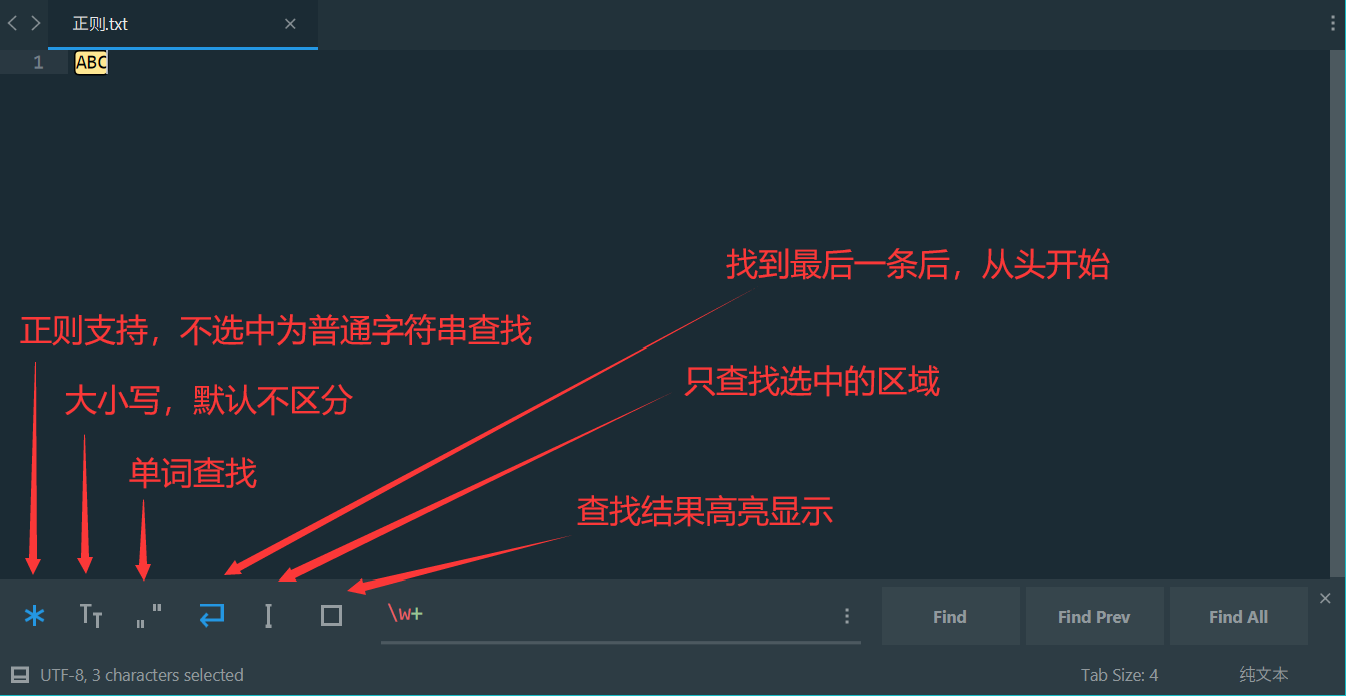 正则.txt
1 ABC
找到最后一条后，从头开始
正则支持，不选中为普通字符串查找
只查找选中的区域
大小写，默认不区分
单词查找
查找结果高亮显示
\w+ Find Find Prev Find All
UTF-8, 3 characters selected Tab Size: 4 纯文本